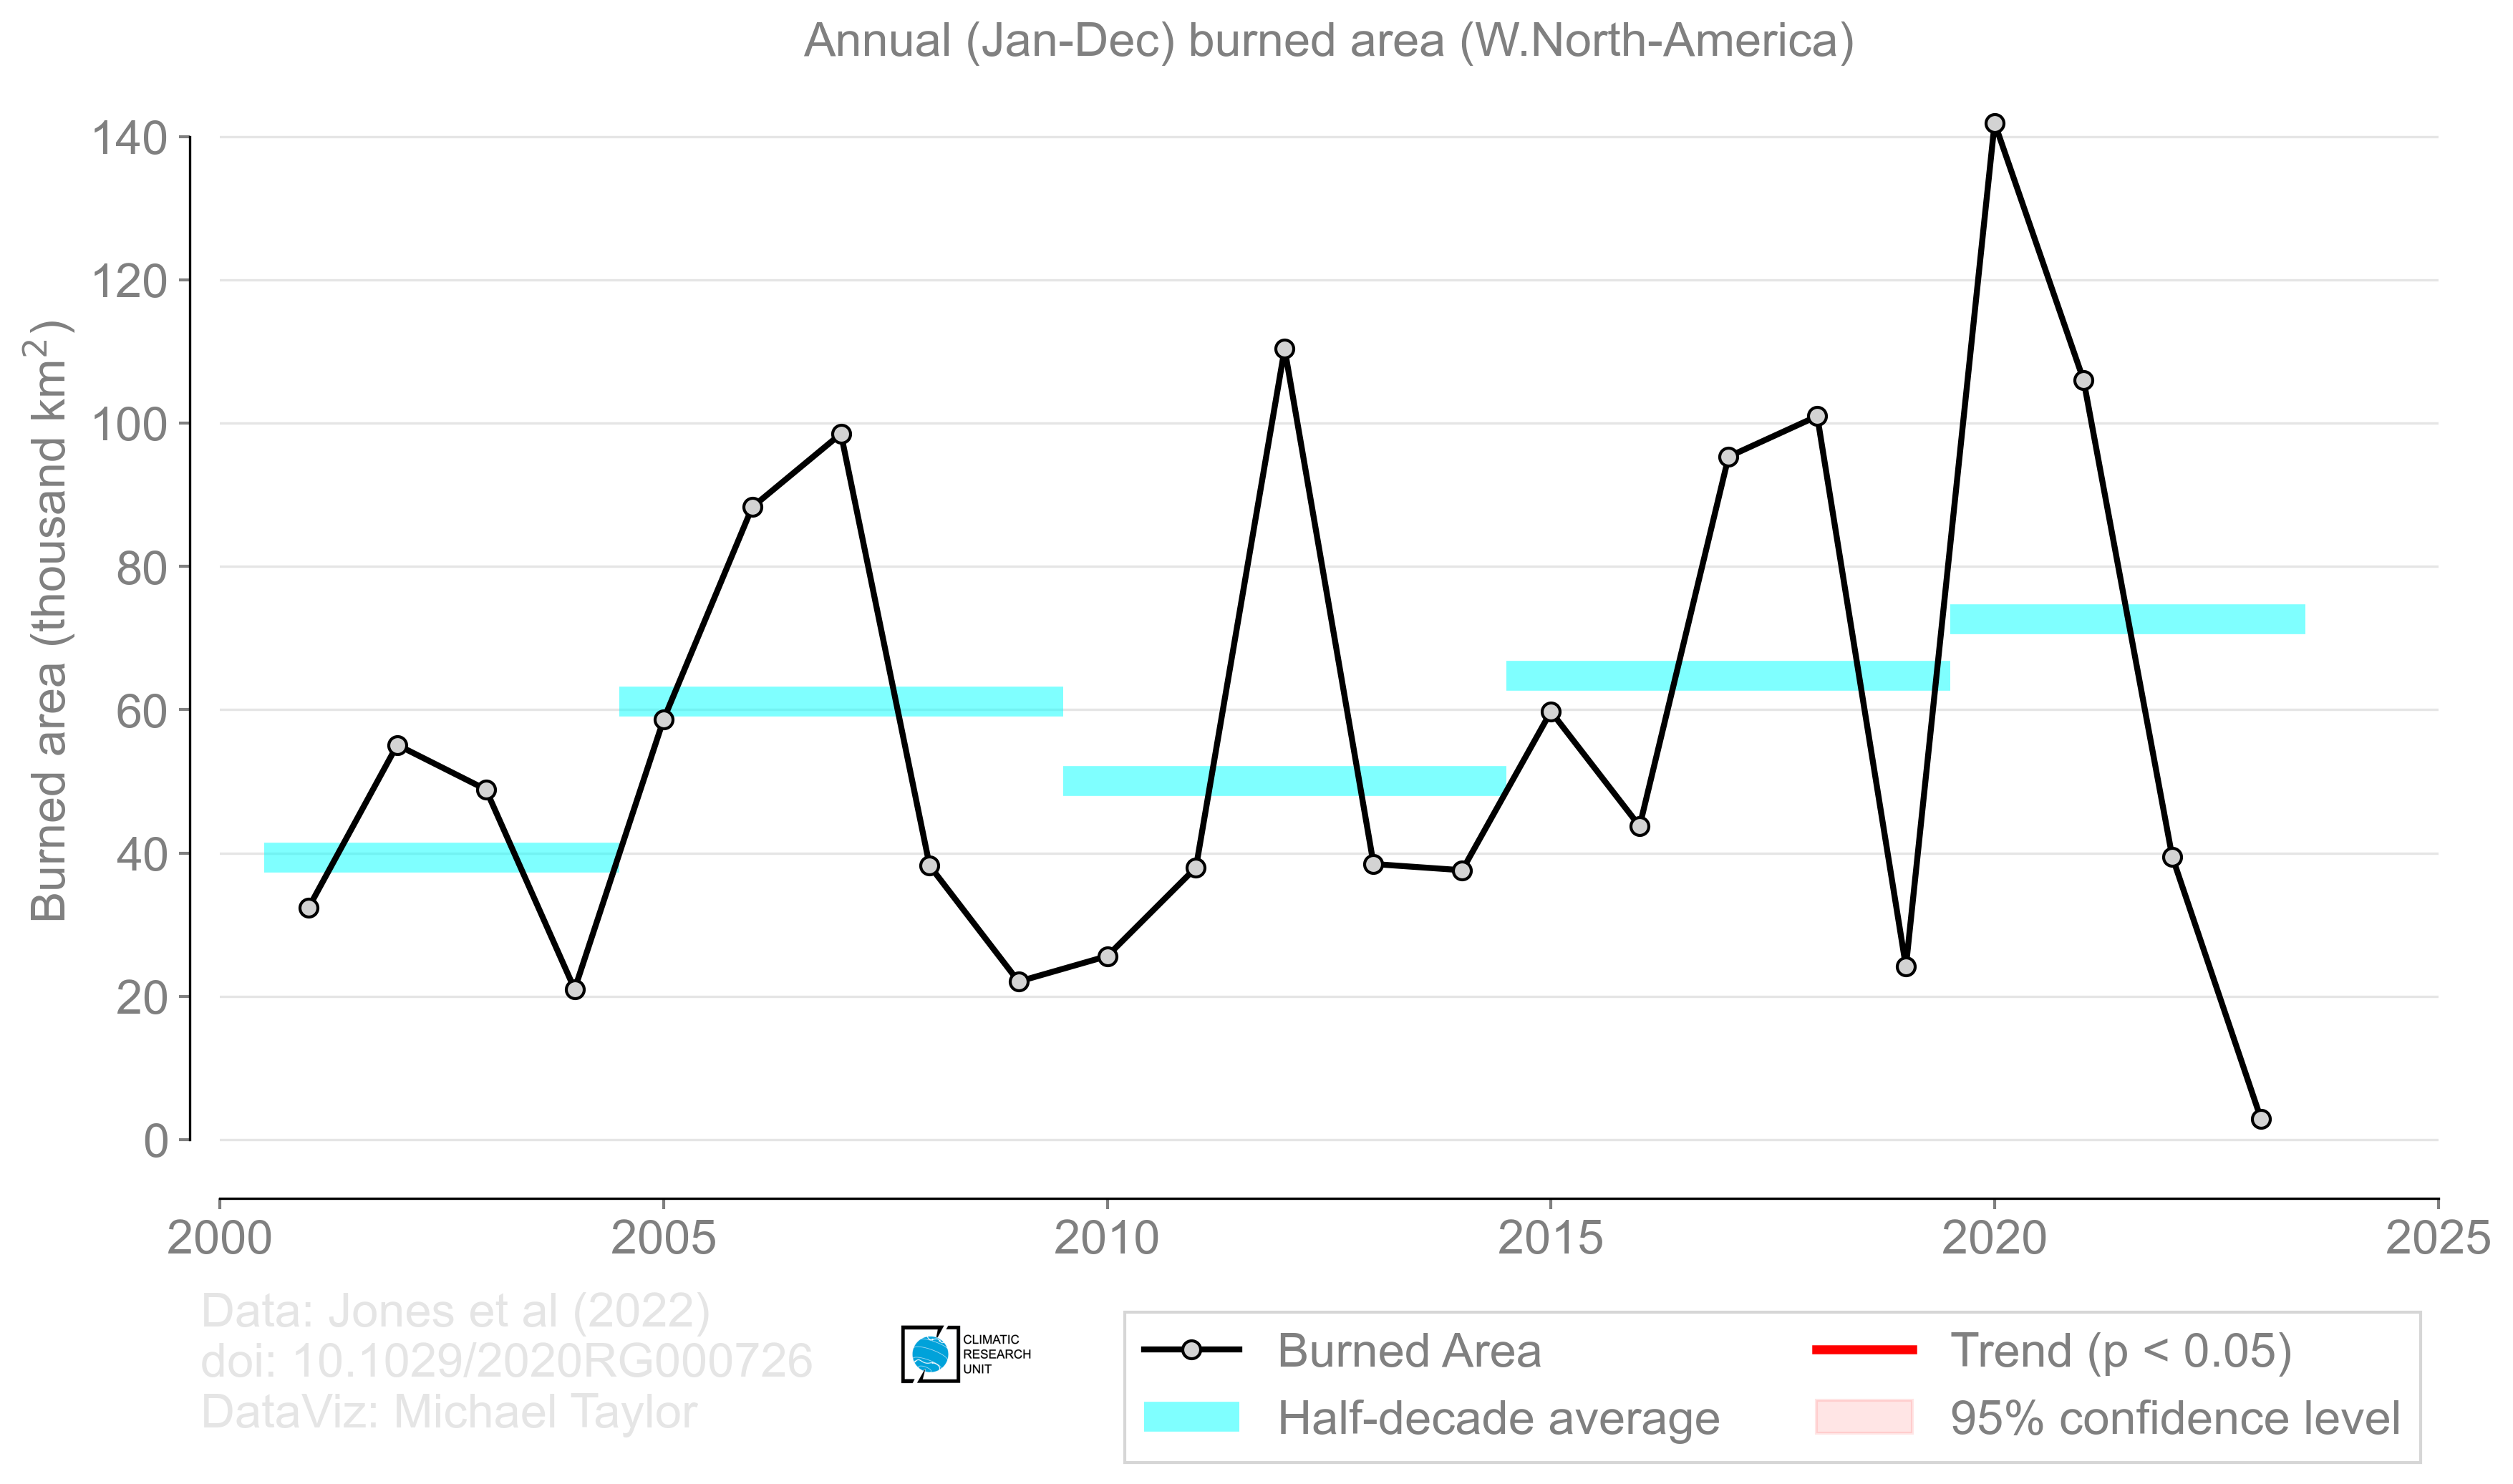 Annual (Jan-Dec) burned area (W.North-America)
Burned area (thousand km²)
140
120
100
80
60
40
20
0
2000 2005 2010 2015 2020 2025
Data: Jones et al (2022)
doi: 10.1029/2020RG000726
DataViz: Michael Taylor
CLIMATIC
RESEARCH
UNIT
Burned Area
Half-decade average
Trend (p < 0.05)
95% confidence level